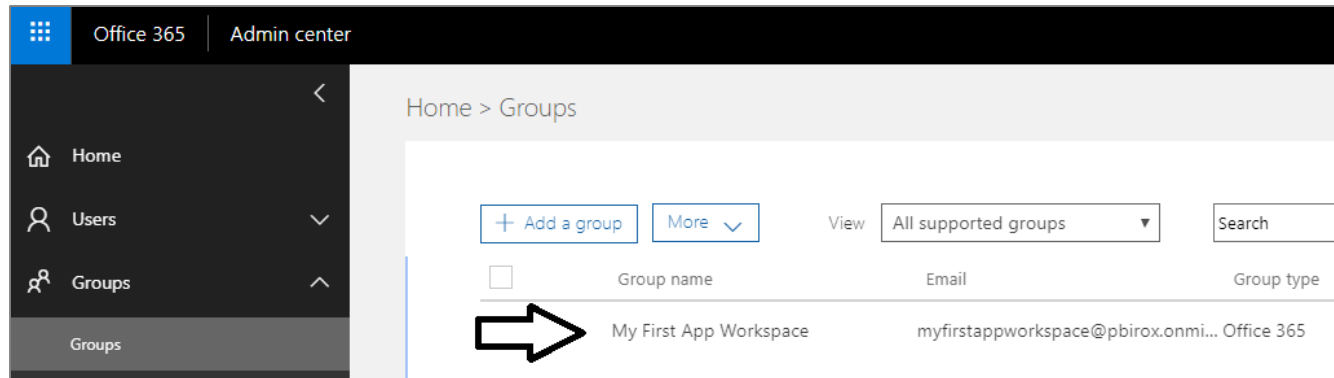 Office 365 Admin center
Home > Groups
Home
Users
Groups
Groups
+ Add a group More View All supported groups Search
Group name Email Group type
My First App Workspace myfirstappworkspace@pbirox.onmi... Office 365